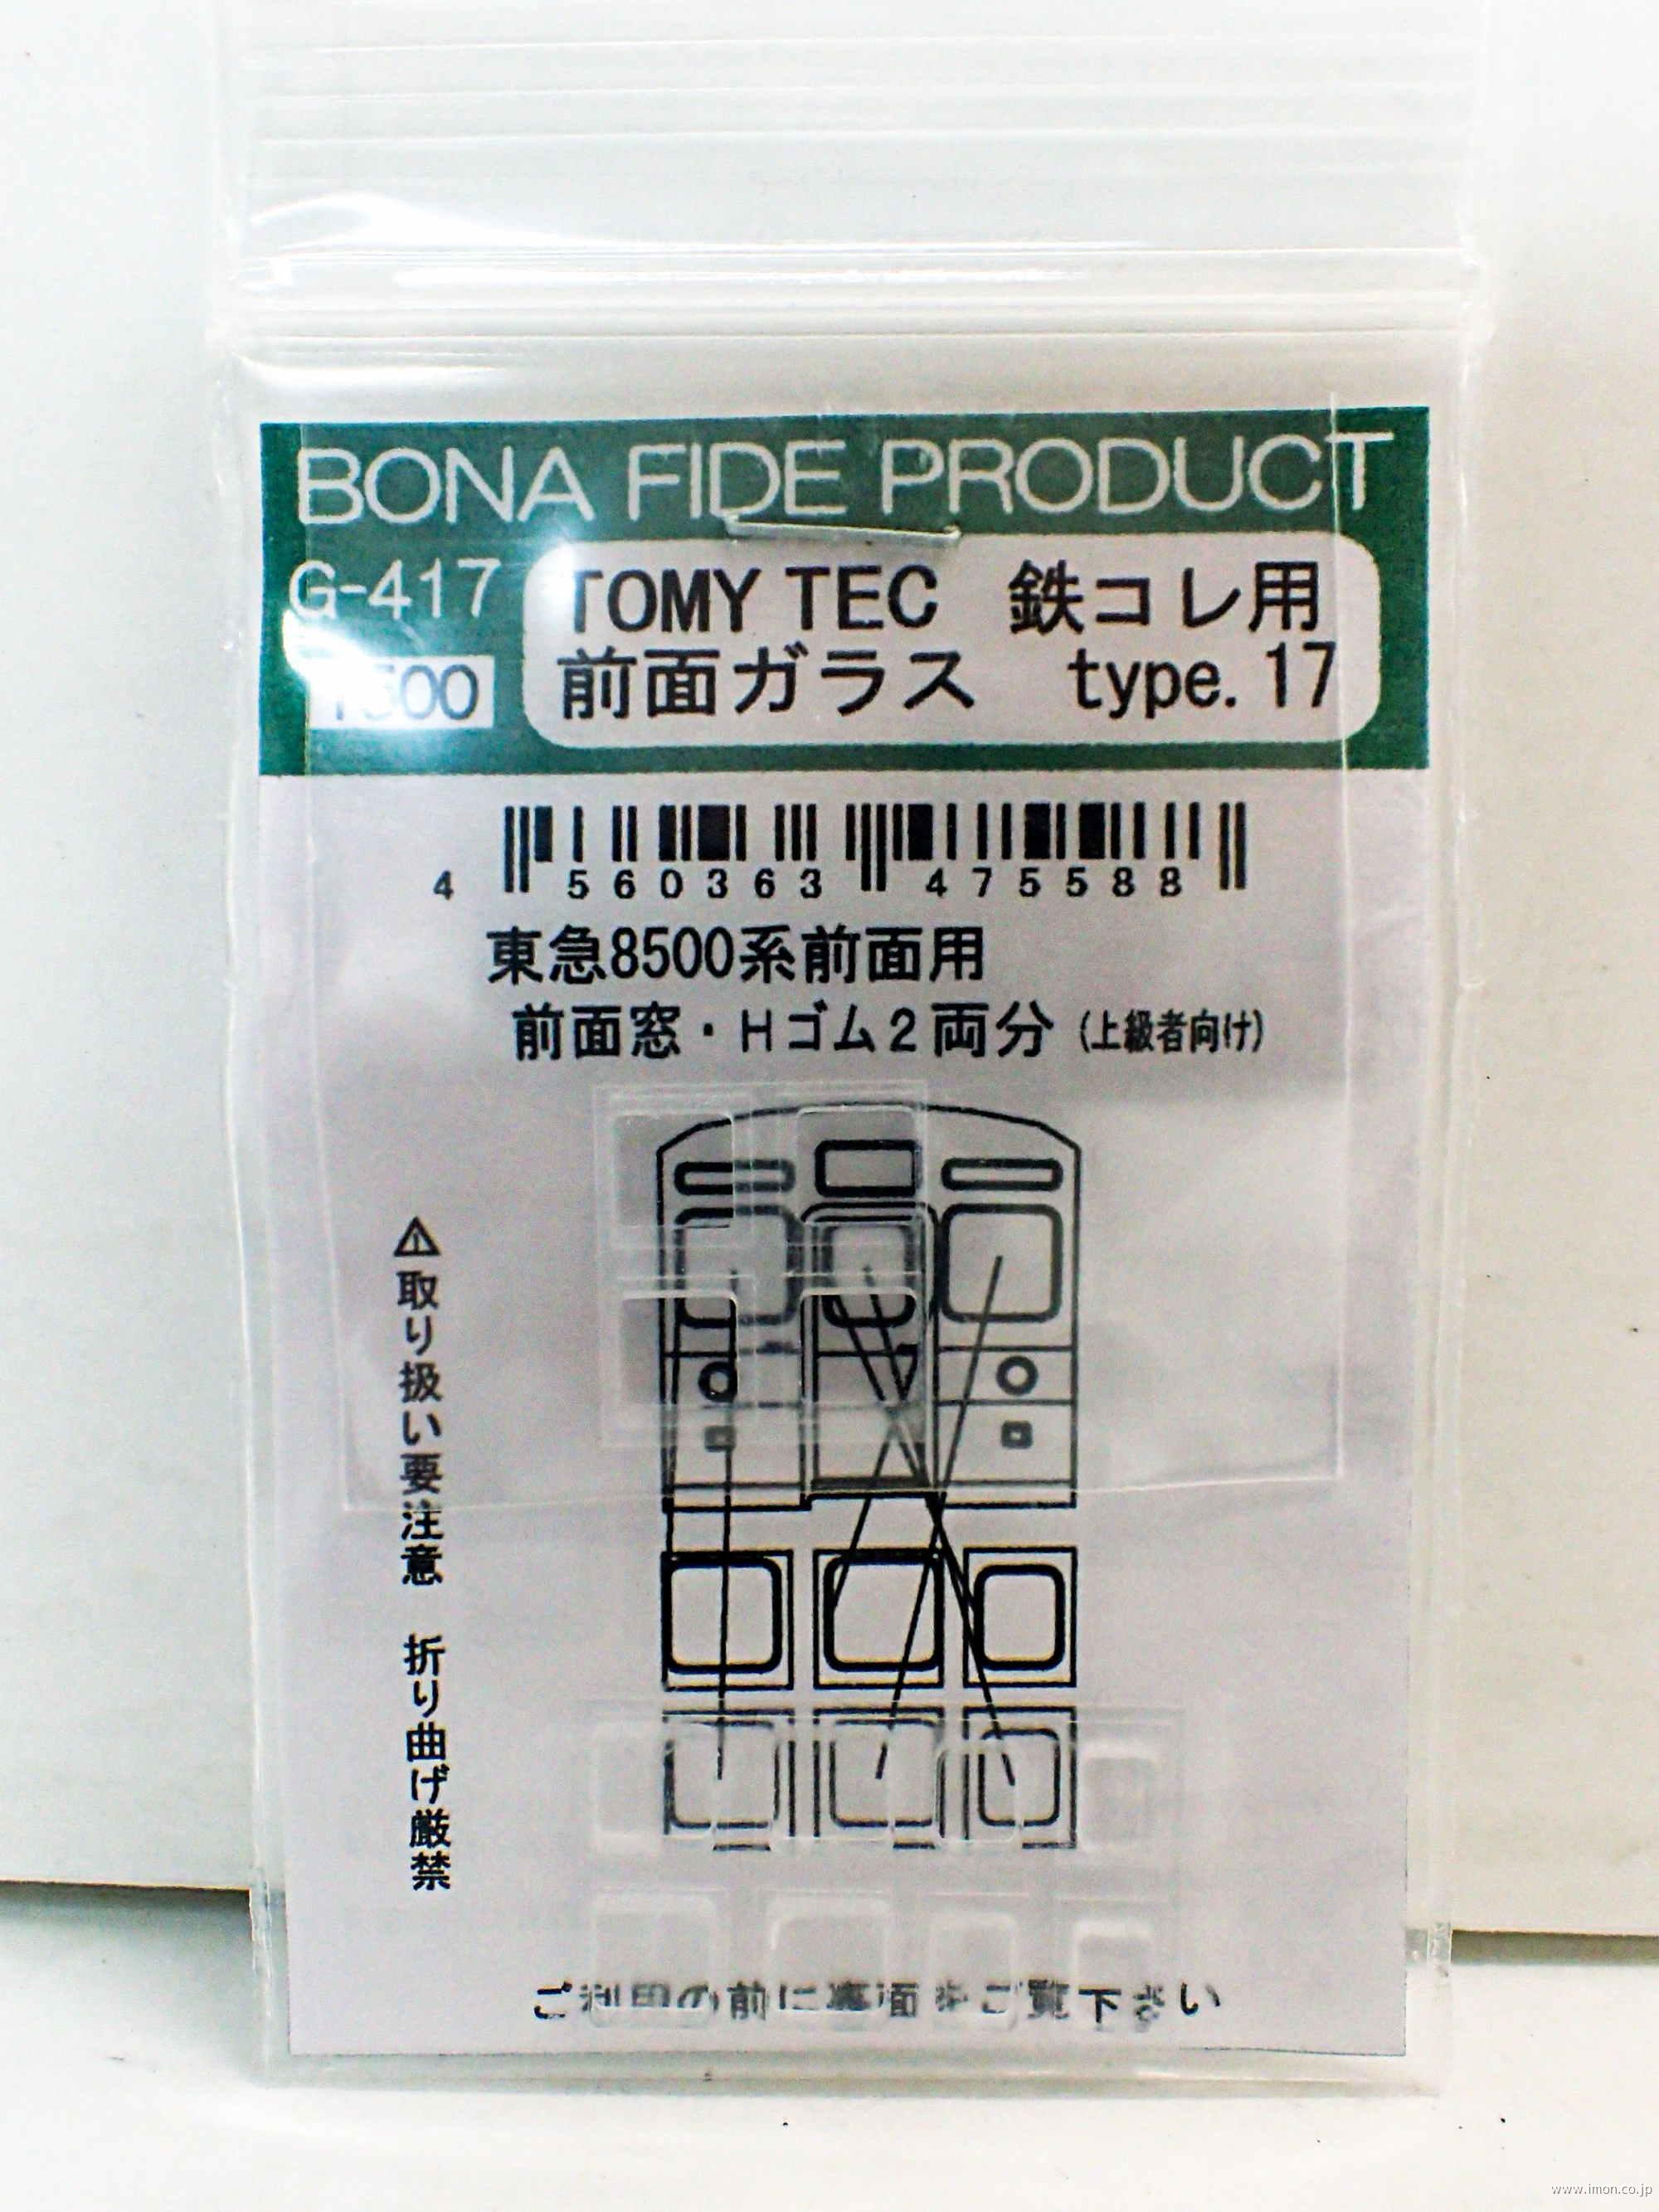 BONA FIDE PRODUCT
G-417
TOMY TEC 鉄コレ用
前面ガラス type.17
4 560363 475588
東急8500系前面用
前面窓・Hゴム2両分(上級者向け)
⚠取り扱い要注意 折り曲げ厳禁
ご利用の前に裏面をご覧下さい
www.imon.co.jp